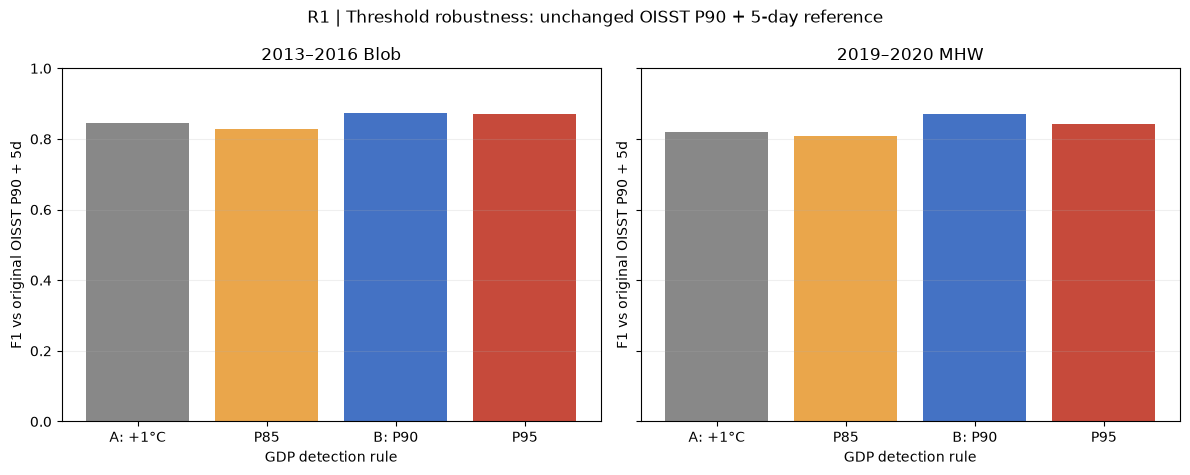 R1 | Threshold robustness: unchanged OISST P90 + 5-day reference
2013–2016 Blob
1.0
0.8
0.6
0.4
0.2
0.0
F1 vs original OISST P90 + 5d
A: +1°C P85 B: P90 P95
GDP detection rule
2019–2020 MHW
F1 vs original OISST P90 + 5d
A: +1°C P85 B: P90 P95
GDP detection rule